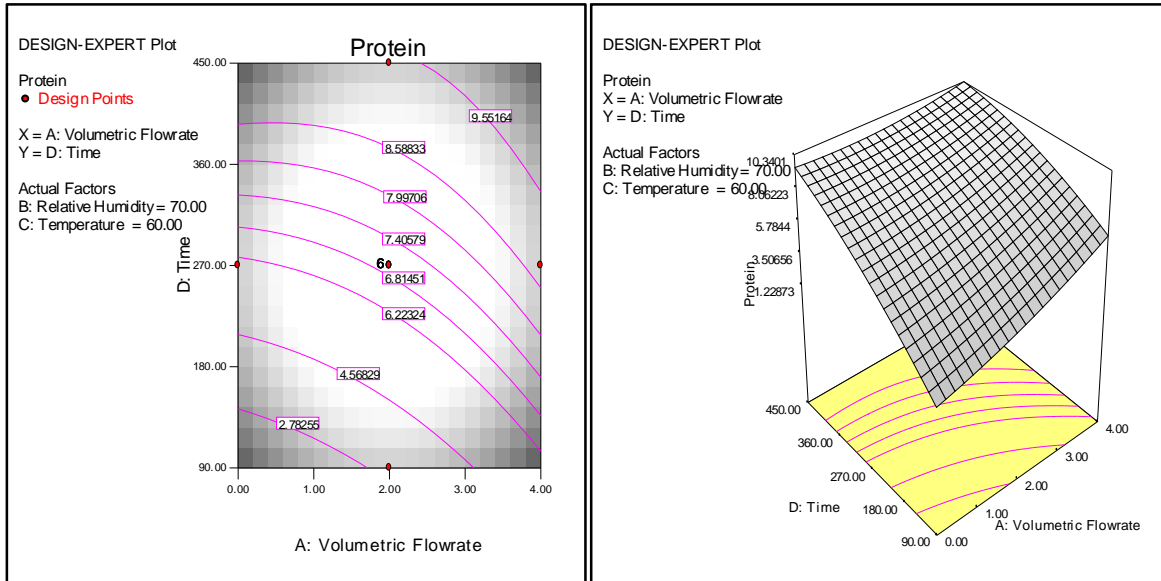 DESIGN-EXPERT Plot
Protein
Design Points
X = A: Volumetric Flowrate
Y = D: Time
Actual Factors
B: Relative Humidity = 70.00
C: Temperature = 60.00
Protein
D: Time
450.00
360.00
270.00
180.00
90.00
9.55164
8.58833
7.99706
7.40579
6
6.81451
6.22324
4.56829
2.78255
0.00
1.00
2.00
3.00
4.00
A: Volumetric Flowrate
DESIGN-EXPERT Plot
Protein
X = A: Volumetric Flowrate
Y = D: Time
Actual Factors
B: Relative Humidity = 70.00
C: Temperature = 60.00
10.3401
8.06223
5.7844
3.50656
1.22873
Protein
450.00
360.00
270.00
180.00
90.00
D: Time
0.00
1.00
2.00
3.00
4.00
A: Volumetric Flowrate